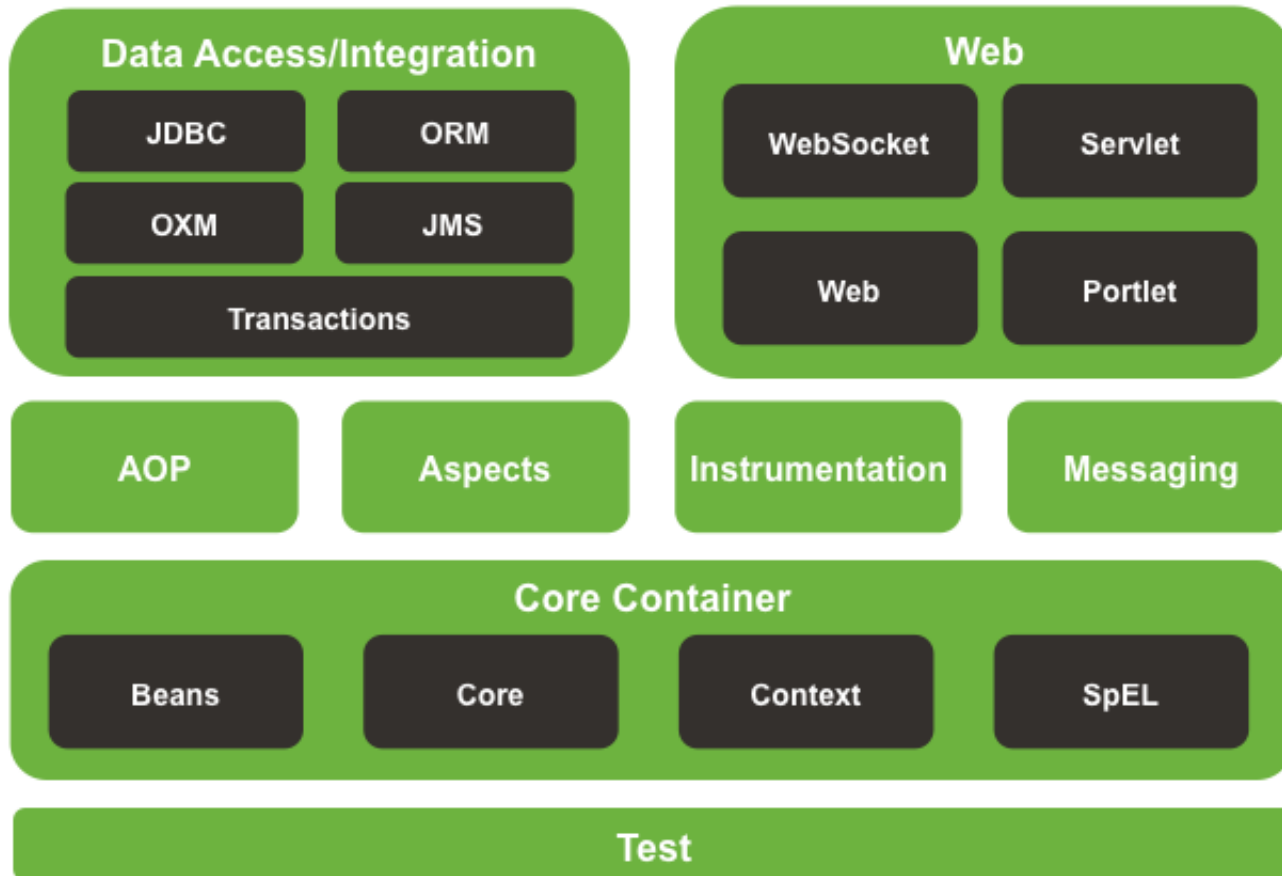 Data Access/Integration
JDBC
ORM
OXM
JMS
Transactions
Web
WebSocket
Servlet
Web
Portlet
AOP
Aspects
Instrumentation
Messaging
Core Container
Beans
Core
Context
SpEL
Test